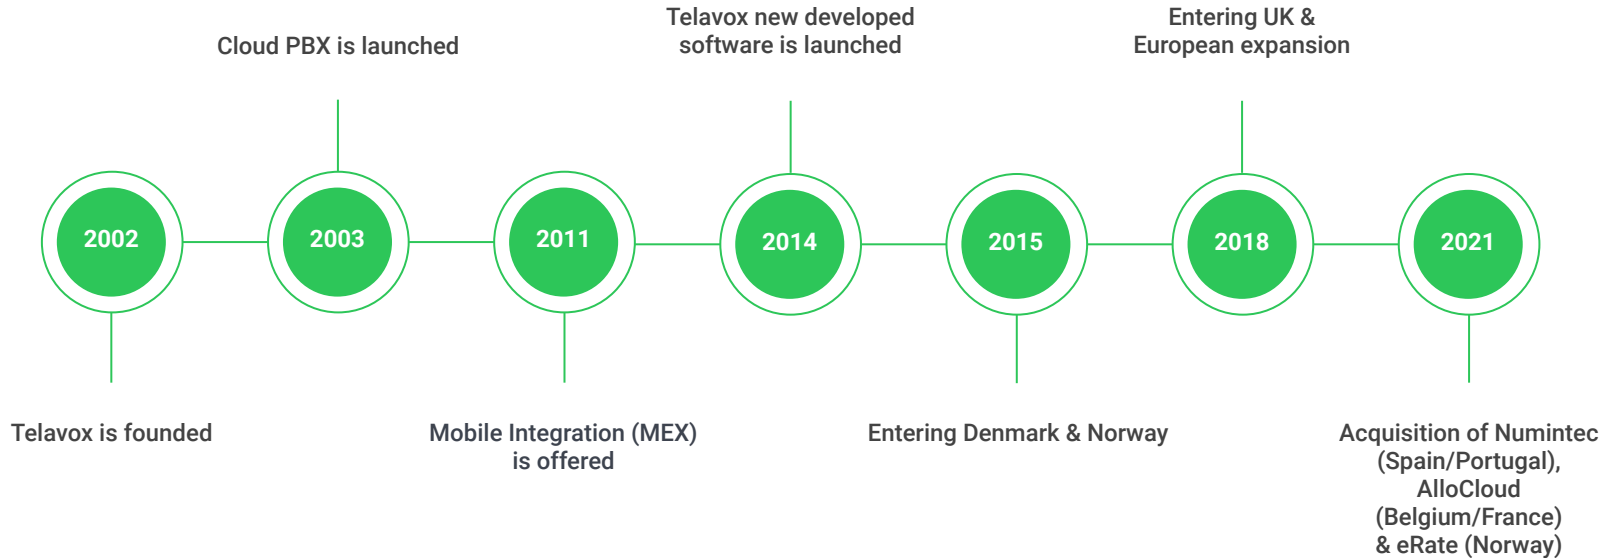 Telavox new developed
software is launched
Entering UK &
European expansion
Cloud PBX is launched
2002
2003
2011
2014
2015
2018
2021
Telavox is founded
Mobile Integration (MEX)
is offered
Entering Denmark & Norway
Acquisition of Numintec
(Spain/Portugal),
AlloCloud
(Belgium/France)
& eRate (Norway)